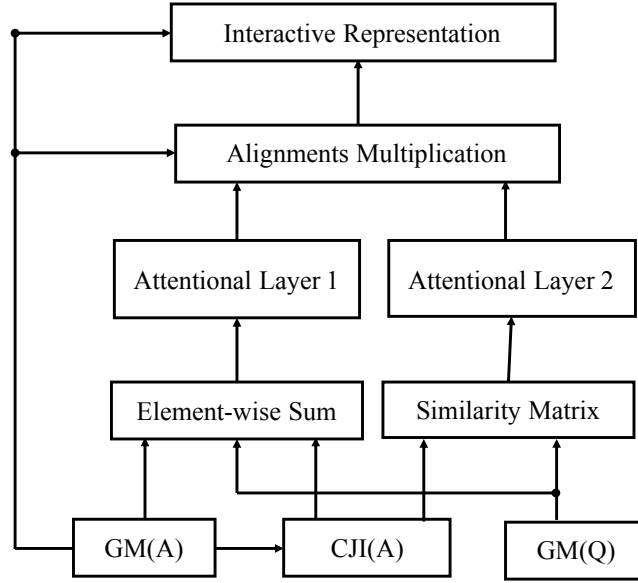 Interactive Representation
Alignments Multiplication
Attentional Layer 1
Attentional Layer 2
Element-wise Sum
Similarity Matrix
GM(A)
CJI(A)
GM(Q)